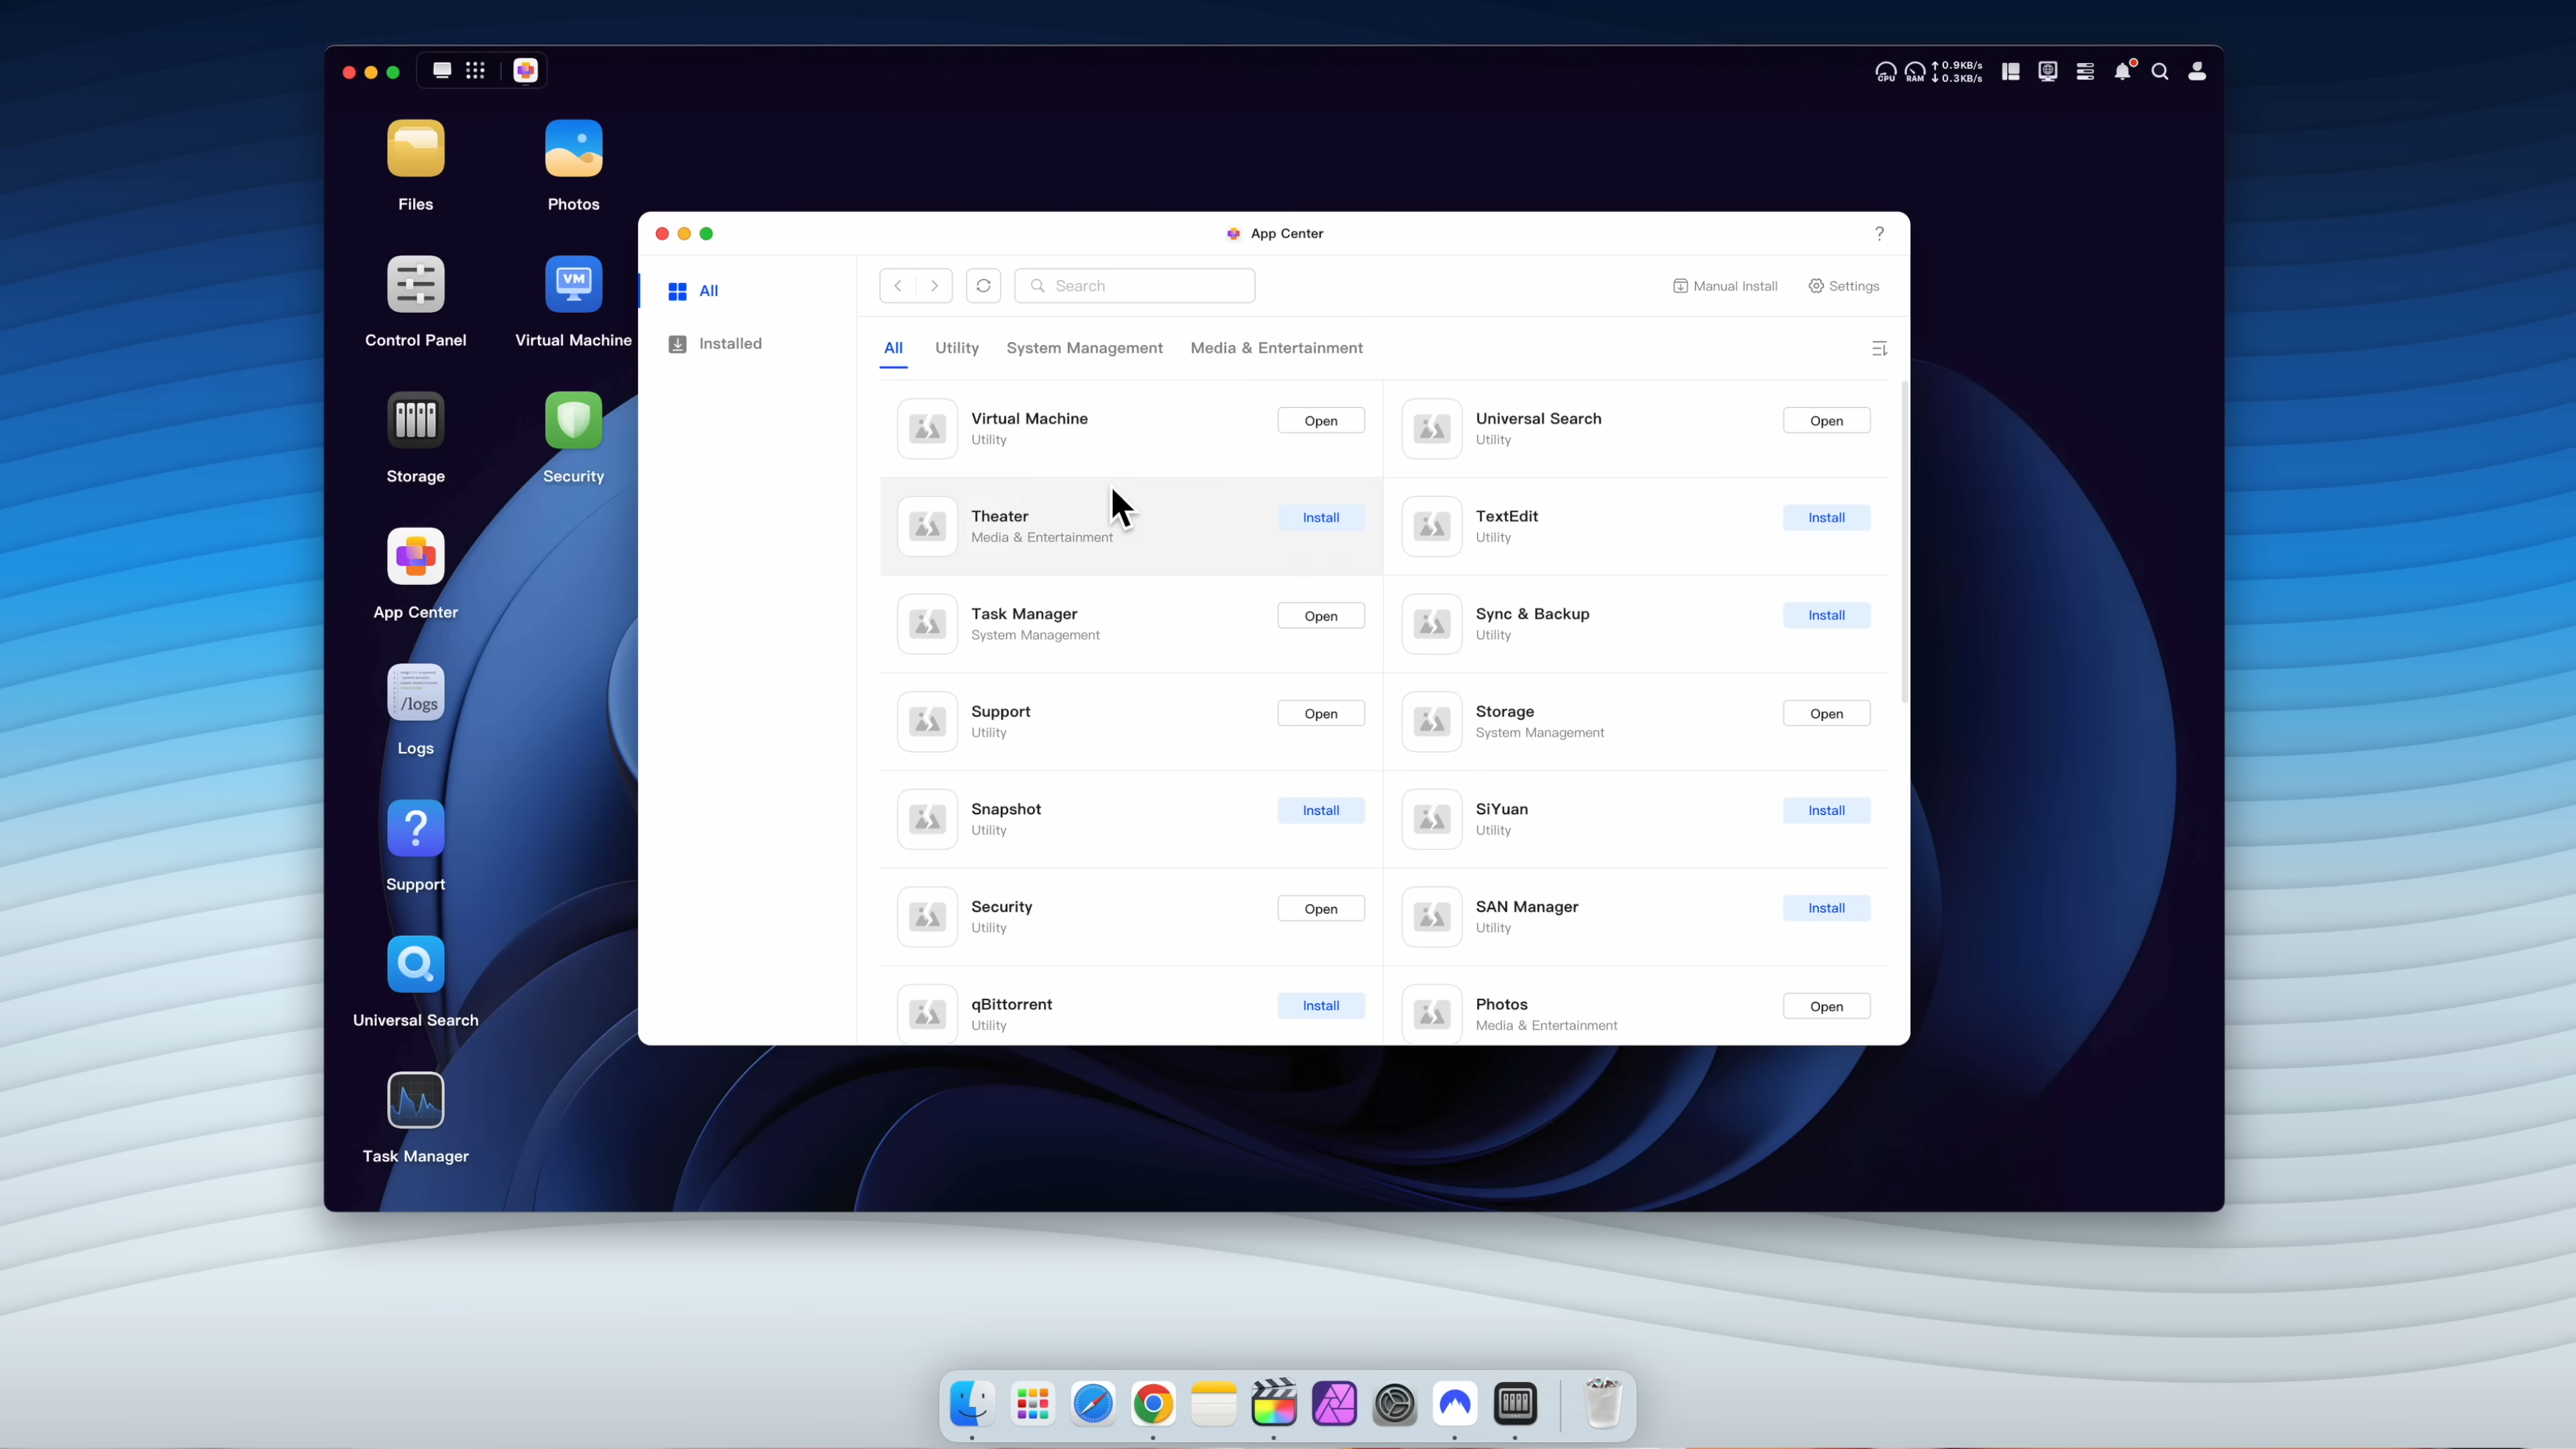 CPU RAM ↑ 0.9KB/s
↓ 0.3KB/s
Files
Photos
Control Panel
VM
Virtual Machine
Storage
Security
App Center
/logs
Logs
?
Support
Universal Search
Task Manager
App Center
?
All
Installed
Search
Manual Install
Settings
All
Utility
System Management
Media & Entertainment
Virtual Machine
Utility
Open
Universal Search
Utility
Open
Theater
Media & Entertainment
Install
TextEdit
Utility
Install
Task Manager
System Management
Open
Sync & Backup
Utility
Install
Support
Utility
Open
Storage
System Management
Open
Snapshot
Utility
Install
SiYuan
Utility
Install
Security
Utility
Open
SAN Manager
Utility
Install
qBittorrent
Utility
Install
Photos
Media & Entertainment
Open